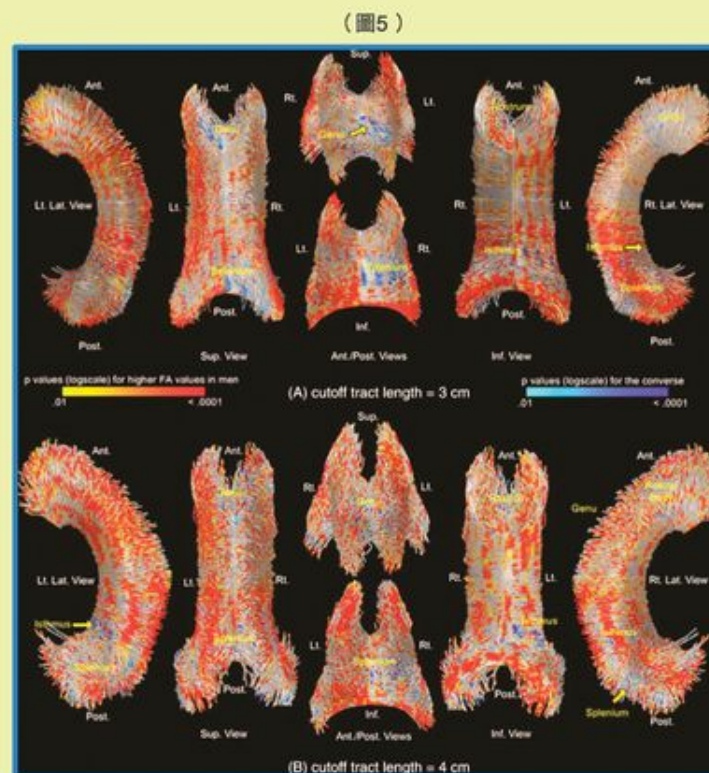 （圖5）
Sup.
Ant.
Ant.
Rt.
Lt.
Ant.
Ant.
Rostrum
Genu
Genu
Lt. Lat. View
Lt.
Rt.
Rt.
Lt.
Rt. Lat. View
Lt.
Rt.
Isthmus
Isthmus
Splenium
Splenium
Splenium
Post.
Post.
Post.
Post.
Inf.
Sup. View
Ant./Post. Views
Inf. View
p values (logscale) for higher FA values in men
.01
< .0001
(A) cutoff tract length = 3 cm
p values (logscale) for the converse
.01
< .0001
Sup.
Ant.
Ant.
Ant.
Ant.
Rt.
Lt.
Genu
Lt. Lat. View
Lt.
Rt.
Rt.
Lt.
Rt. Lat. View
Isthmus
Lt.
Rt.
Isthmus
Splenium
Splenium
Splenium
Splenium
Post.
Post.
Post.
Post.
Inf.
Sup. View
Ant./Post. Views
Inf. View
(B) cutoff tract length = 4 cm